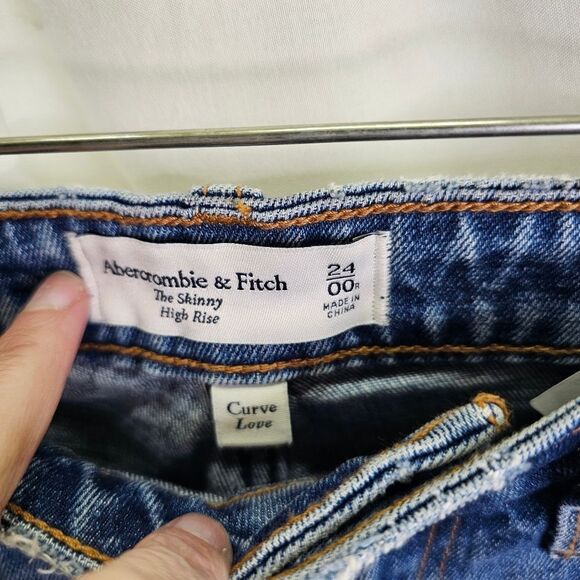 Abercrombie & Fitch
The Skinny
High Rise
24
00R
MADE IN
CHINA
Curve
Love